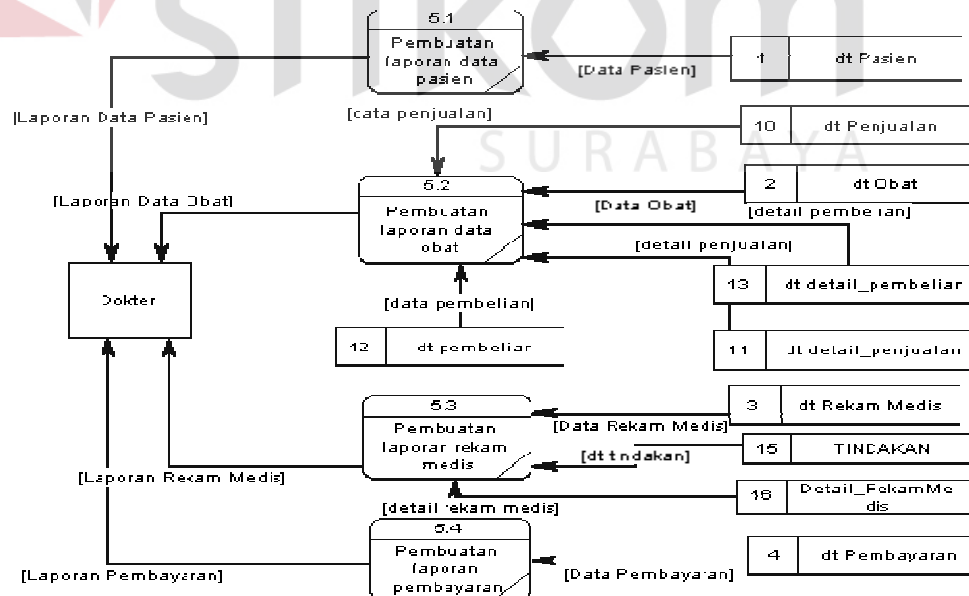 STIKOM
SURABAYA
5.1
Pembuatan
laporan data
pasien
[Data Pasien]
1 dt Pasien
[Laporan Data Pasien]
[data penjualan]
10 dt Penjualan
5.2
Pembuatan
laporan data
obat
2 dt Obat
[Laporan Data Obat]
[Data Obat]
[detail pembelian]
[detail penjualan]
Dokter
13 dt detail_pembelian
[data pembelian]
12 dt pembelian
11 dt detail_penjualan
5.3
Pembuatan
laporan rekam
medis
3 dt Rekam Medis
[Data Rekam Medis]
15 TINDAKAN
[dt tindakan]
[Laporan Rekam Medis]
16 Detail_RekamMe
dis
[detail rekam medis]
5.4
Pembuatan
laporan
pembayaran
4 dt Pembayaran
[Laporan Pembayaran]
[Data Pembayaran]